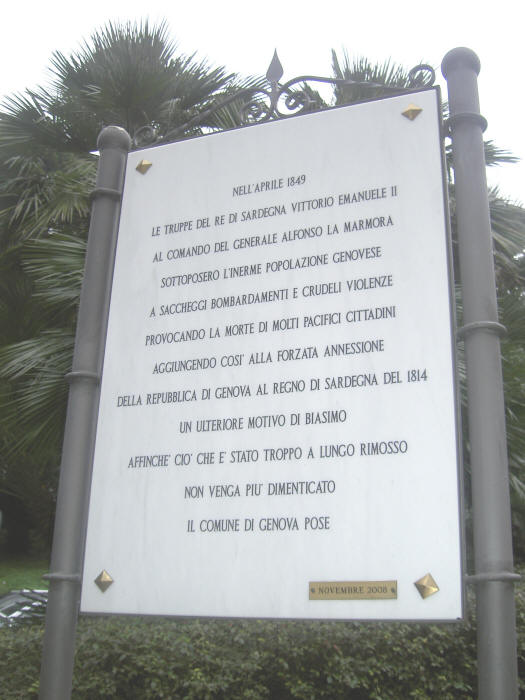 NELL'APRILE 1849
LE TRUPPE DEL RE DI SARDEGNA VITTORIO EMANUELE II
AL COMANDO DEL GENERALE ALFONSO LA MARMORA
SOTTOPOSERO L'INERME POPOLAZIONE GENOVESE
A SACCHEGGI BOMBARDAMENTI E CRUDELI VIOLENZE
PROVOCANDO LA MORTE DI MOLTI PACIFICI CITTADINI
AGGIUNGENDO COSI' ALLA FORZATA ANNESSIONE
DELLA REPUBBLICA DI GENOVA AL REGNO DI SARDEGNA DEL 1814
UN ULTERIORE MOTIVO DI BIASIMO
AFFINCHE' CIO' CHE E' STATO TROPPO A LUNGO RIMOSSO
NON VENGA PIU' DIMENTICATO
IL COMUNE DI GENOVA POSE
NOVEMBRE 2008